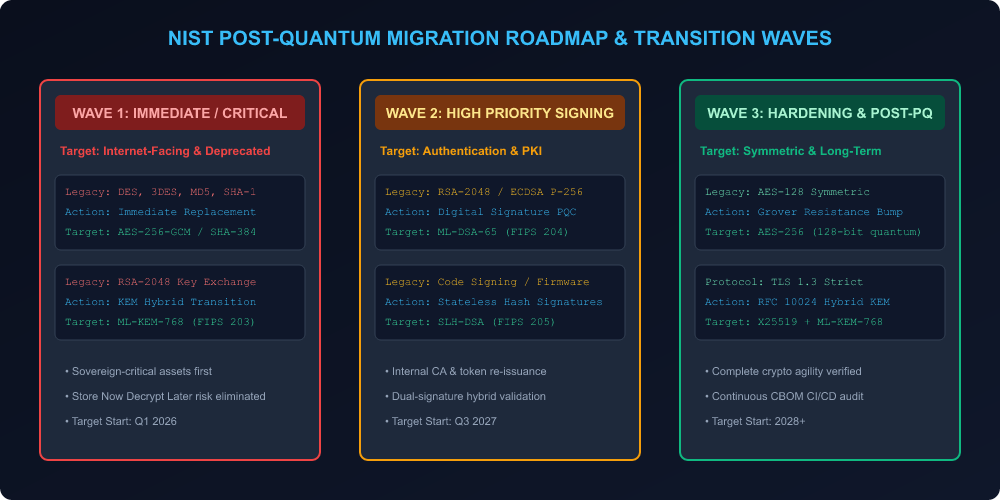 NIST POST-QUANTUM MIGRATION ROADMAP & TRANSITION WAVES
WAVE 1: IMMEDIATE / CRITICAL
Target: Internet-Facing & Deprecated
Legacy: DES, 3DES, MD5, SHA-1
Action: Immediate Replacement
Target: AES-256-GCM / SHA-384
Legacy: RSA-2048 Key Exchange
Action: KEM Hybrid Transition
Target: ML-KEM-768 (FIPS 203)
• Sovereign-critical assets first
• Store Now Decrypt Later risk eliminated
• Target Start: Q1 2026
WAVE 2: HIGH PRIORITY SIGNING
Target: Authentication & PKI
Legacy: RSA-2048 / ECDSA P-256
Action: Digital Signature PQC
Target: ML-DSA-65 (FIPS 204)
Legacy: Code Signing / Firmware
Action: Stateless Hash Signatures
Target: SLH-DSA (FIPS 205)
• Internal CA & token re-issuance
• Dual-signature hybrid validation
• Target Start: Q3 2027
WAVE 3: HARDENING & POST-PQ
Target: Symmetric & Long-Term
Legacy: AES-128 Symmetric
Action: Grover Resistance Bump
Target: AES-256 (128-bit quantum)
Protocol: TLS 1.3 Strict
Action: RFC 10024 Hybrid KEM
Target: X25519 + ML-KEM-768
• Complete crypto agility verified
• Continuous CBOM CI/CD audit
• Target Start: 2028+